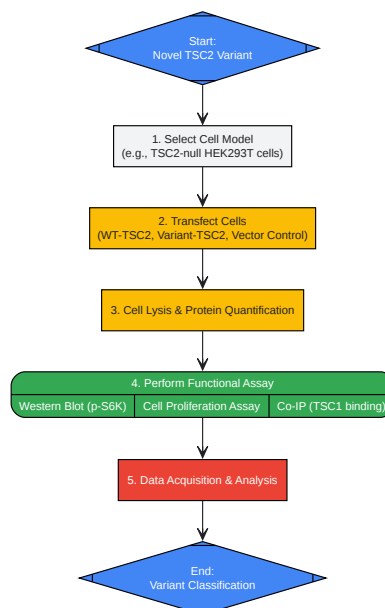 Start:
Novel TSC2 Variant
1. Select Cell Model
(e.g., TSC2-null HEK293T cells)
2. Transfect Cells
(WT-TSC2, Variant-TSC2, Vector Control)
3. Cell Lysis & Protein Quantification
4. Perform Functional Assay
Western Blot (p-S6K)
Cell Proliferation Assay
Co-IP (TSC1 binding)
5. Data Acquisition & Analysis
End:
Variant Classification